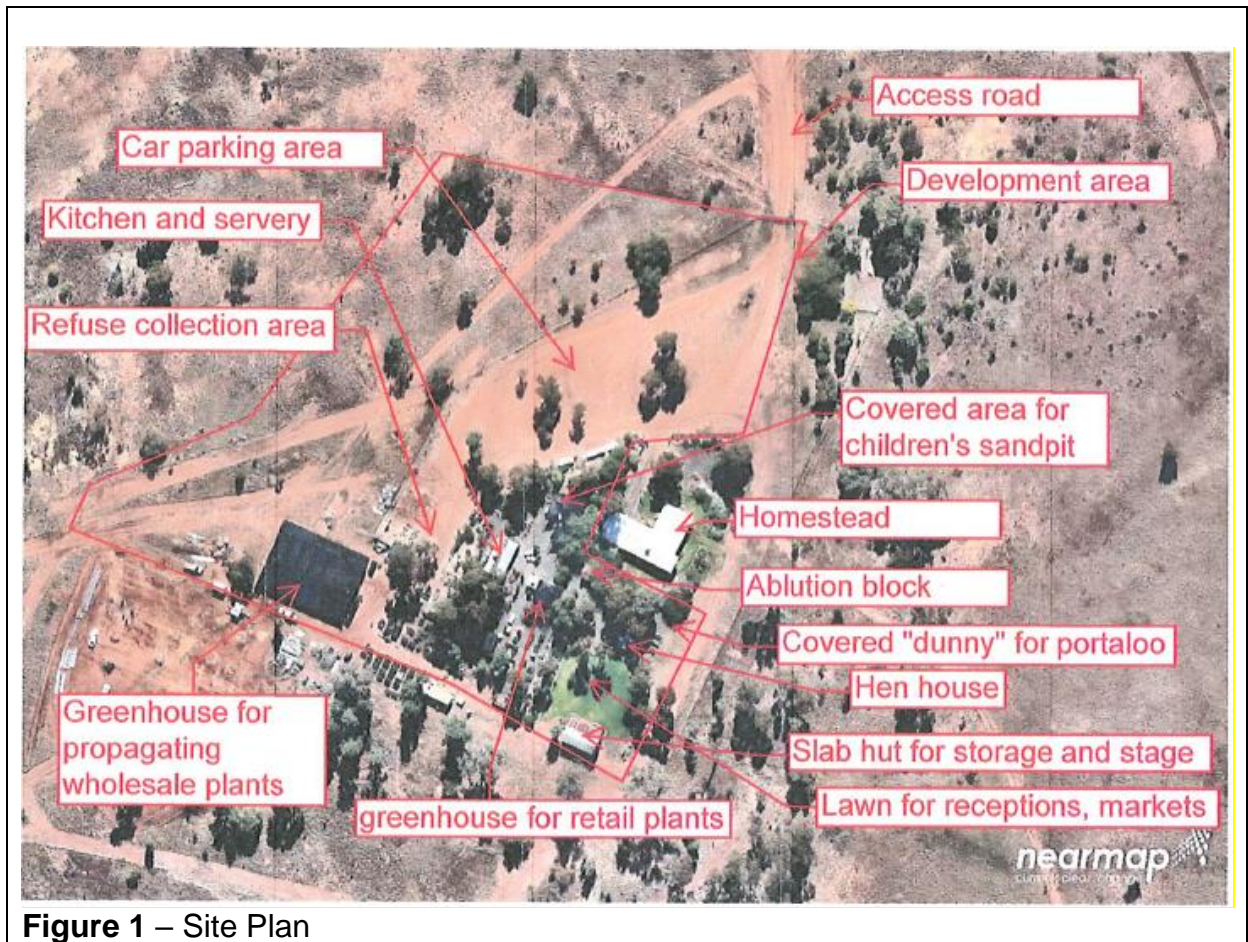 Access road
Car parking area
Development area
Kitchen and servery
Refuse collection area
Covered area for
children's sandpit
Homestead
Ablution block
Covered "dunny" for portaloo
Hen house
Greenhouse for
propagating
wholesale plants
Slab hut for storage and stage
Lawn for receptions, markets
greenhouse for retail plants
nearmap
Figure 1 – Site Plan